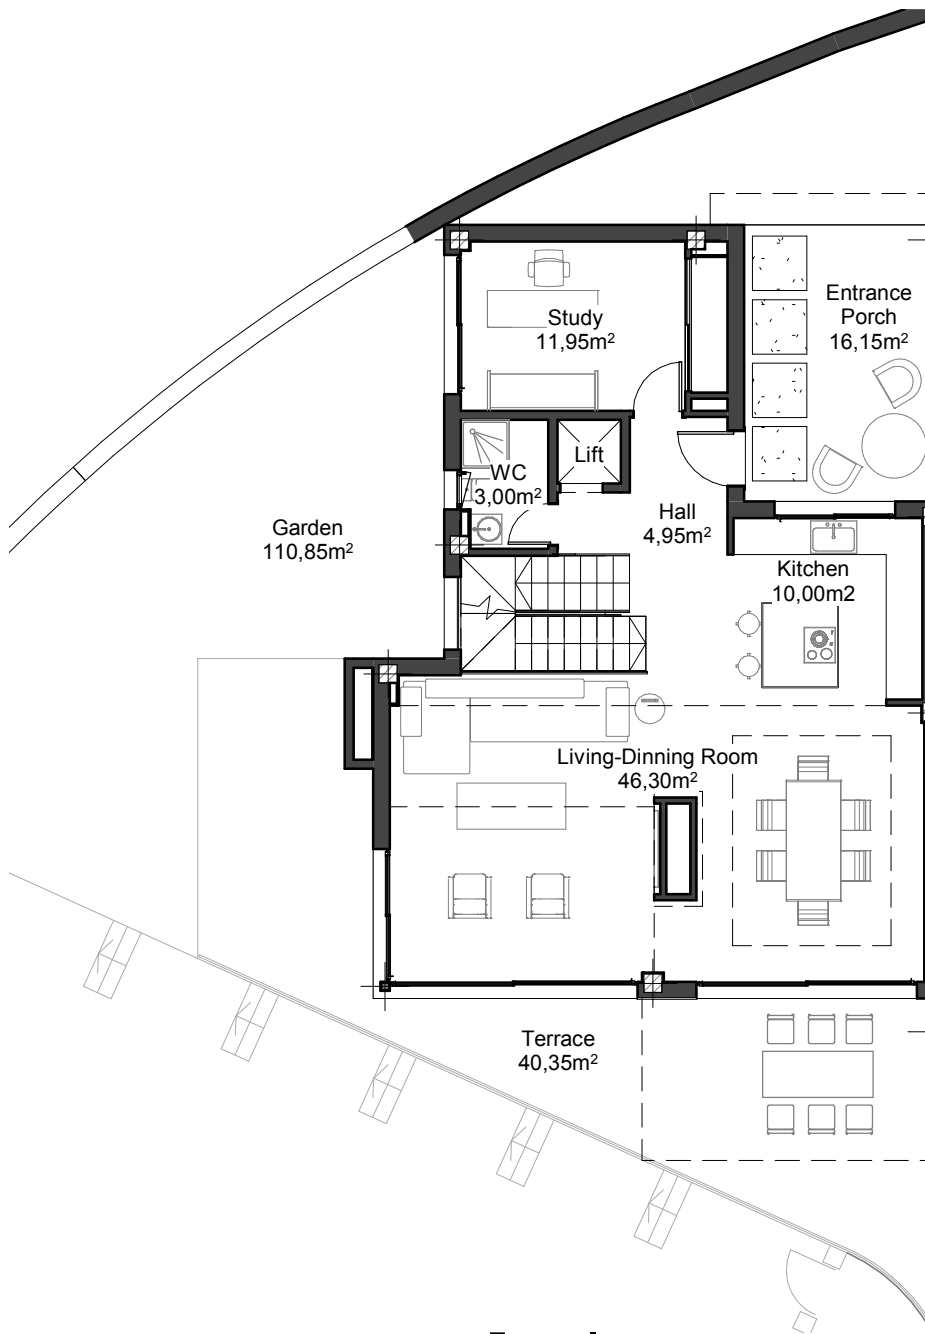 Entrance
Porch
16,15m²
Study
11,95m²
Lift
WC
3,00m²
Hall
4,95m²
Garden
110,85m²
Kitchen
10,00m2
Living-Dinning Room
46,30m²
Terrace
40,35m²